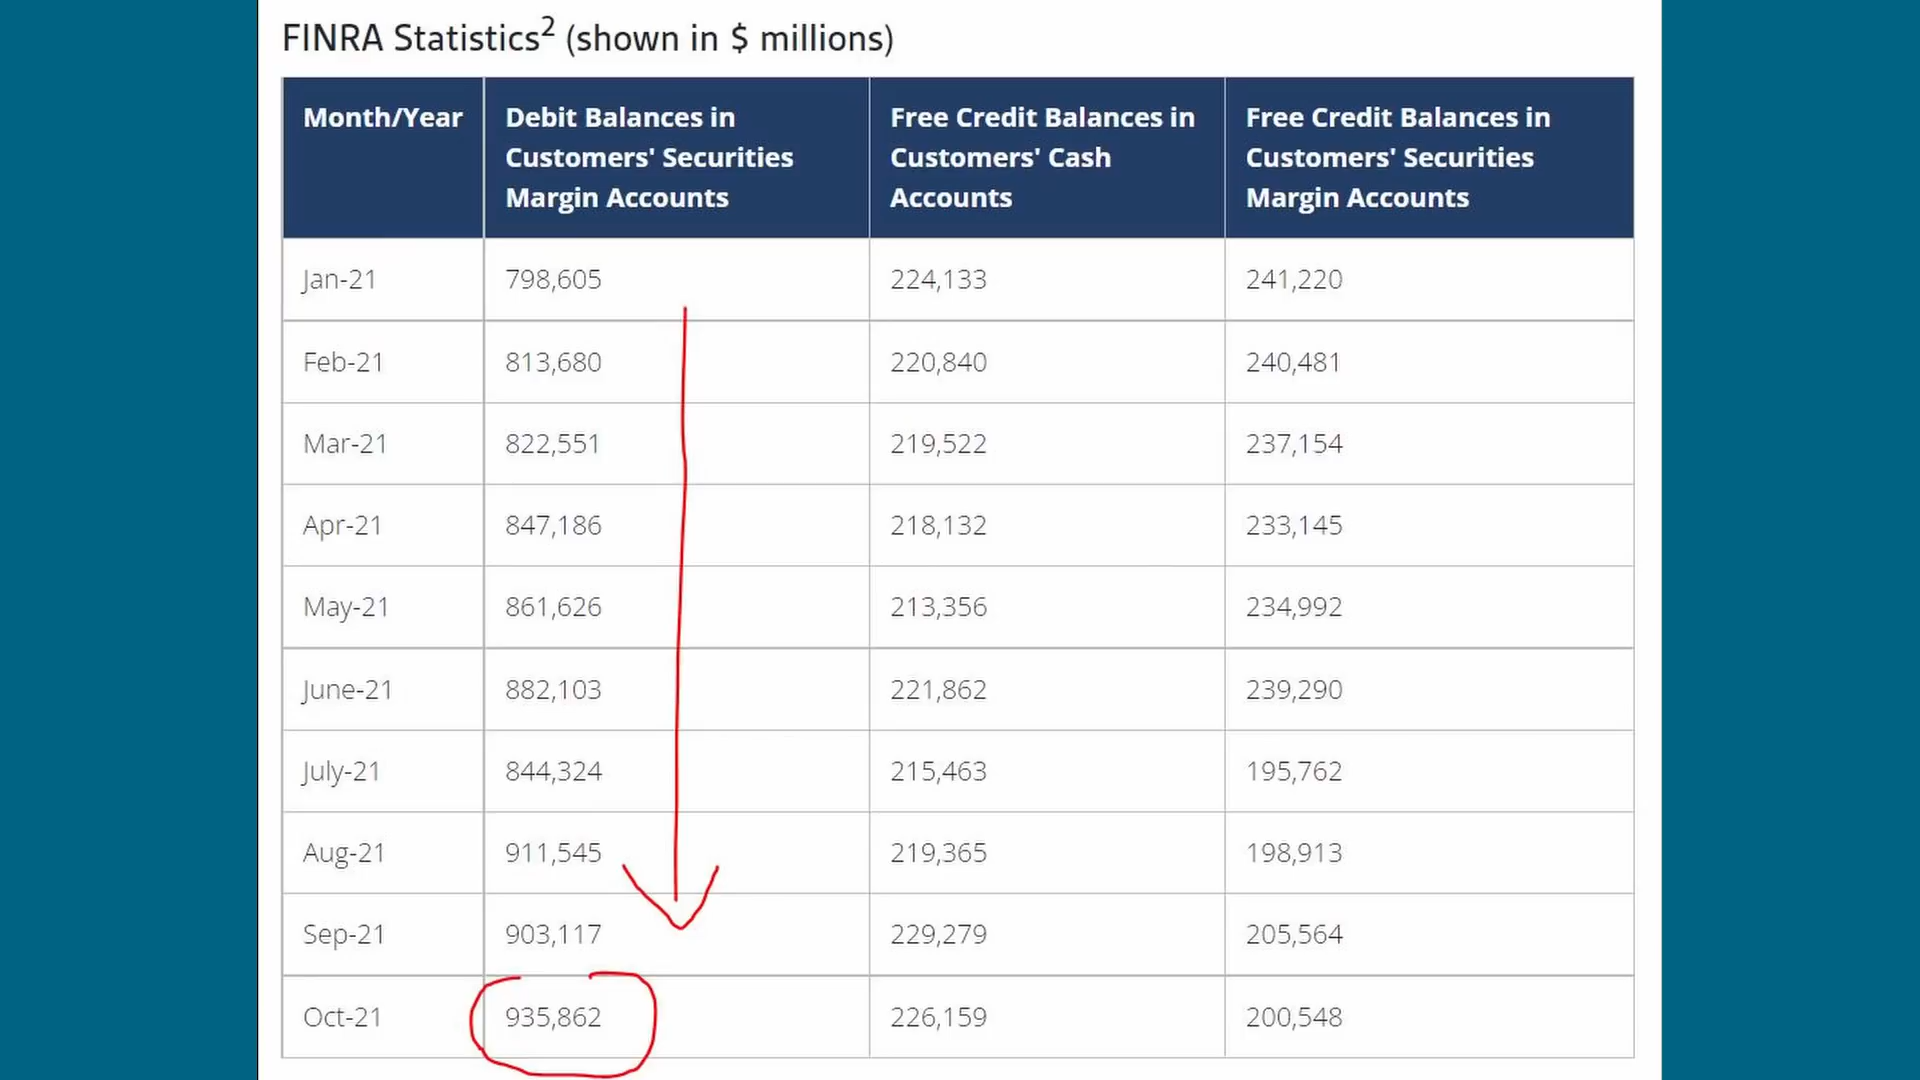 FINRA Statistics2 (shown in $ millions)
Month/Year Debit Balances in Customers' Securities Margin Accounts Free Credit Balances in Customers' Cash Accounts Free Credit Balances in Customers' Securities Margin Accounts
Jan-21 798,605 224,133 241,220
Feb-21 813,680 220,840 240,481
Mar-21 822,551 219,522 237,154
Apr-21 847,186 218,132 233,145
May-21 861,626 213,356 234,992
June-21 882,103 221,862 239,290
July-21 844,324 215,463 195,762
Aug-21 911,545 219,365 198,913
Sep-21 903,117 229,279 205,564
Oct-21 935,862 226,159 200,548